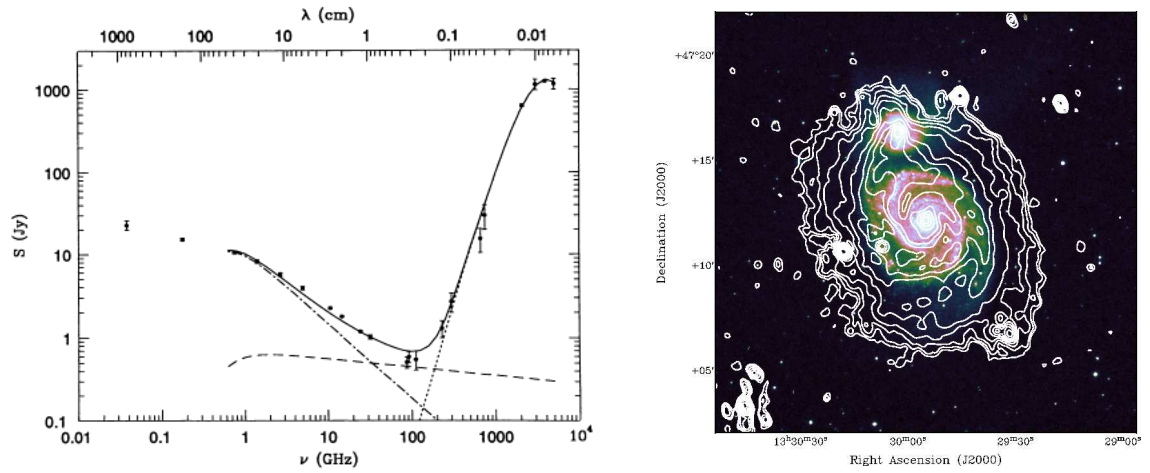 λ (cm)
1000 100 10 1 0.1 0.01
S (Jy)
1000
100
10
1
0.1
0.01 0.1 1 10 100 1000 10⁴
ν (GHz)
Declination (J2000)
+47°20'
+15'
+10'
+05'
13ʰ30ᵐ30ˢ 30ᵐ00ˢ 29ᵐ30ˢ 29ᵐ00ˢ
Right Ascension (J2000)